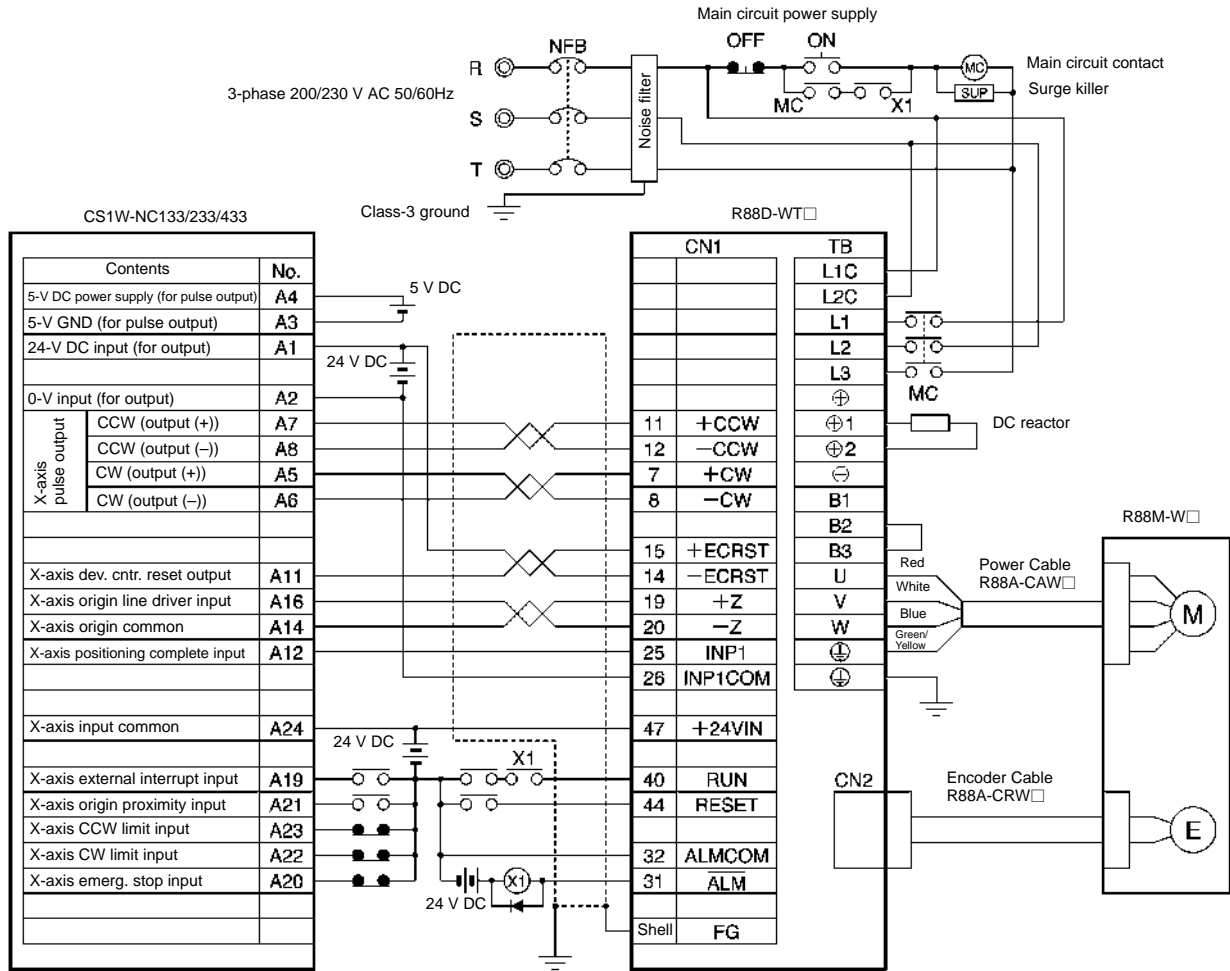 Main circuit power supply
NFB
OFF
ON
R
MC
Main circuit contact
3-phase 200/230 V AC 50/60Hz
Noise filter
MC
X1
SUP
Surge killer
S
T
Class-3 ground
CS1W-NC133/233/433
R88D-WT□
Contents
No.
5-V DC power supply (for pulse output)
A4
5-V GND (for pulse output)
A3
24-V DC input (for output)
A1
0-V input (for output)
A2
X-axis
pulse output
CCW (output (+))
A7
CCW (output (–))
A8
CW (output (+))
A5
CW (output (–))
A6
X-axis dev. cntr. reset output
A11
X-axis origin line driver input
A16
X-axis origin common
A14
X-axis positioning complete input
A12
X-axis input common
A24
X-axis external interrupt input
A19
X-axis origin proximity input
A21
X-axis CCW limit input
A23
X-axis CW limit input
A22
X-axis emerg. stop input
A20
5 V DC
24 V DC
24 V DC
X1
X1
24 V DC
CN1
11 +CCW
12 −CCW
7 +CW
8 −CW
15 +ECRST
14 −ECRST
19 +Z
20 −Z
25 INP1
26 INP1COM
47 +24VIN
40 RUN
44 RESET
32 ALMCOM
31 ALM
Shell FG
TB
L1C
L2C
L1
L2
L3
⊕
⊕1
⊕2
⊖
B1
B2
B3
U
V
W
MC
DC reactor
Red
White
Blue
Green/
Yellow
Power Cable
R88A-CAW□
R88M-W□
M
CN2
Encoder Cable
R88A-CRW□
E